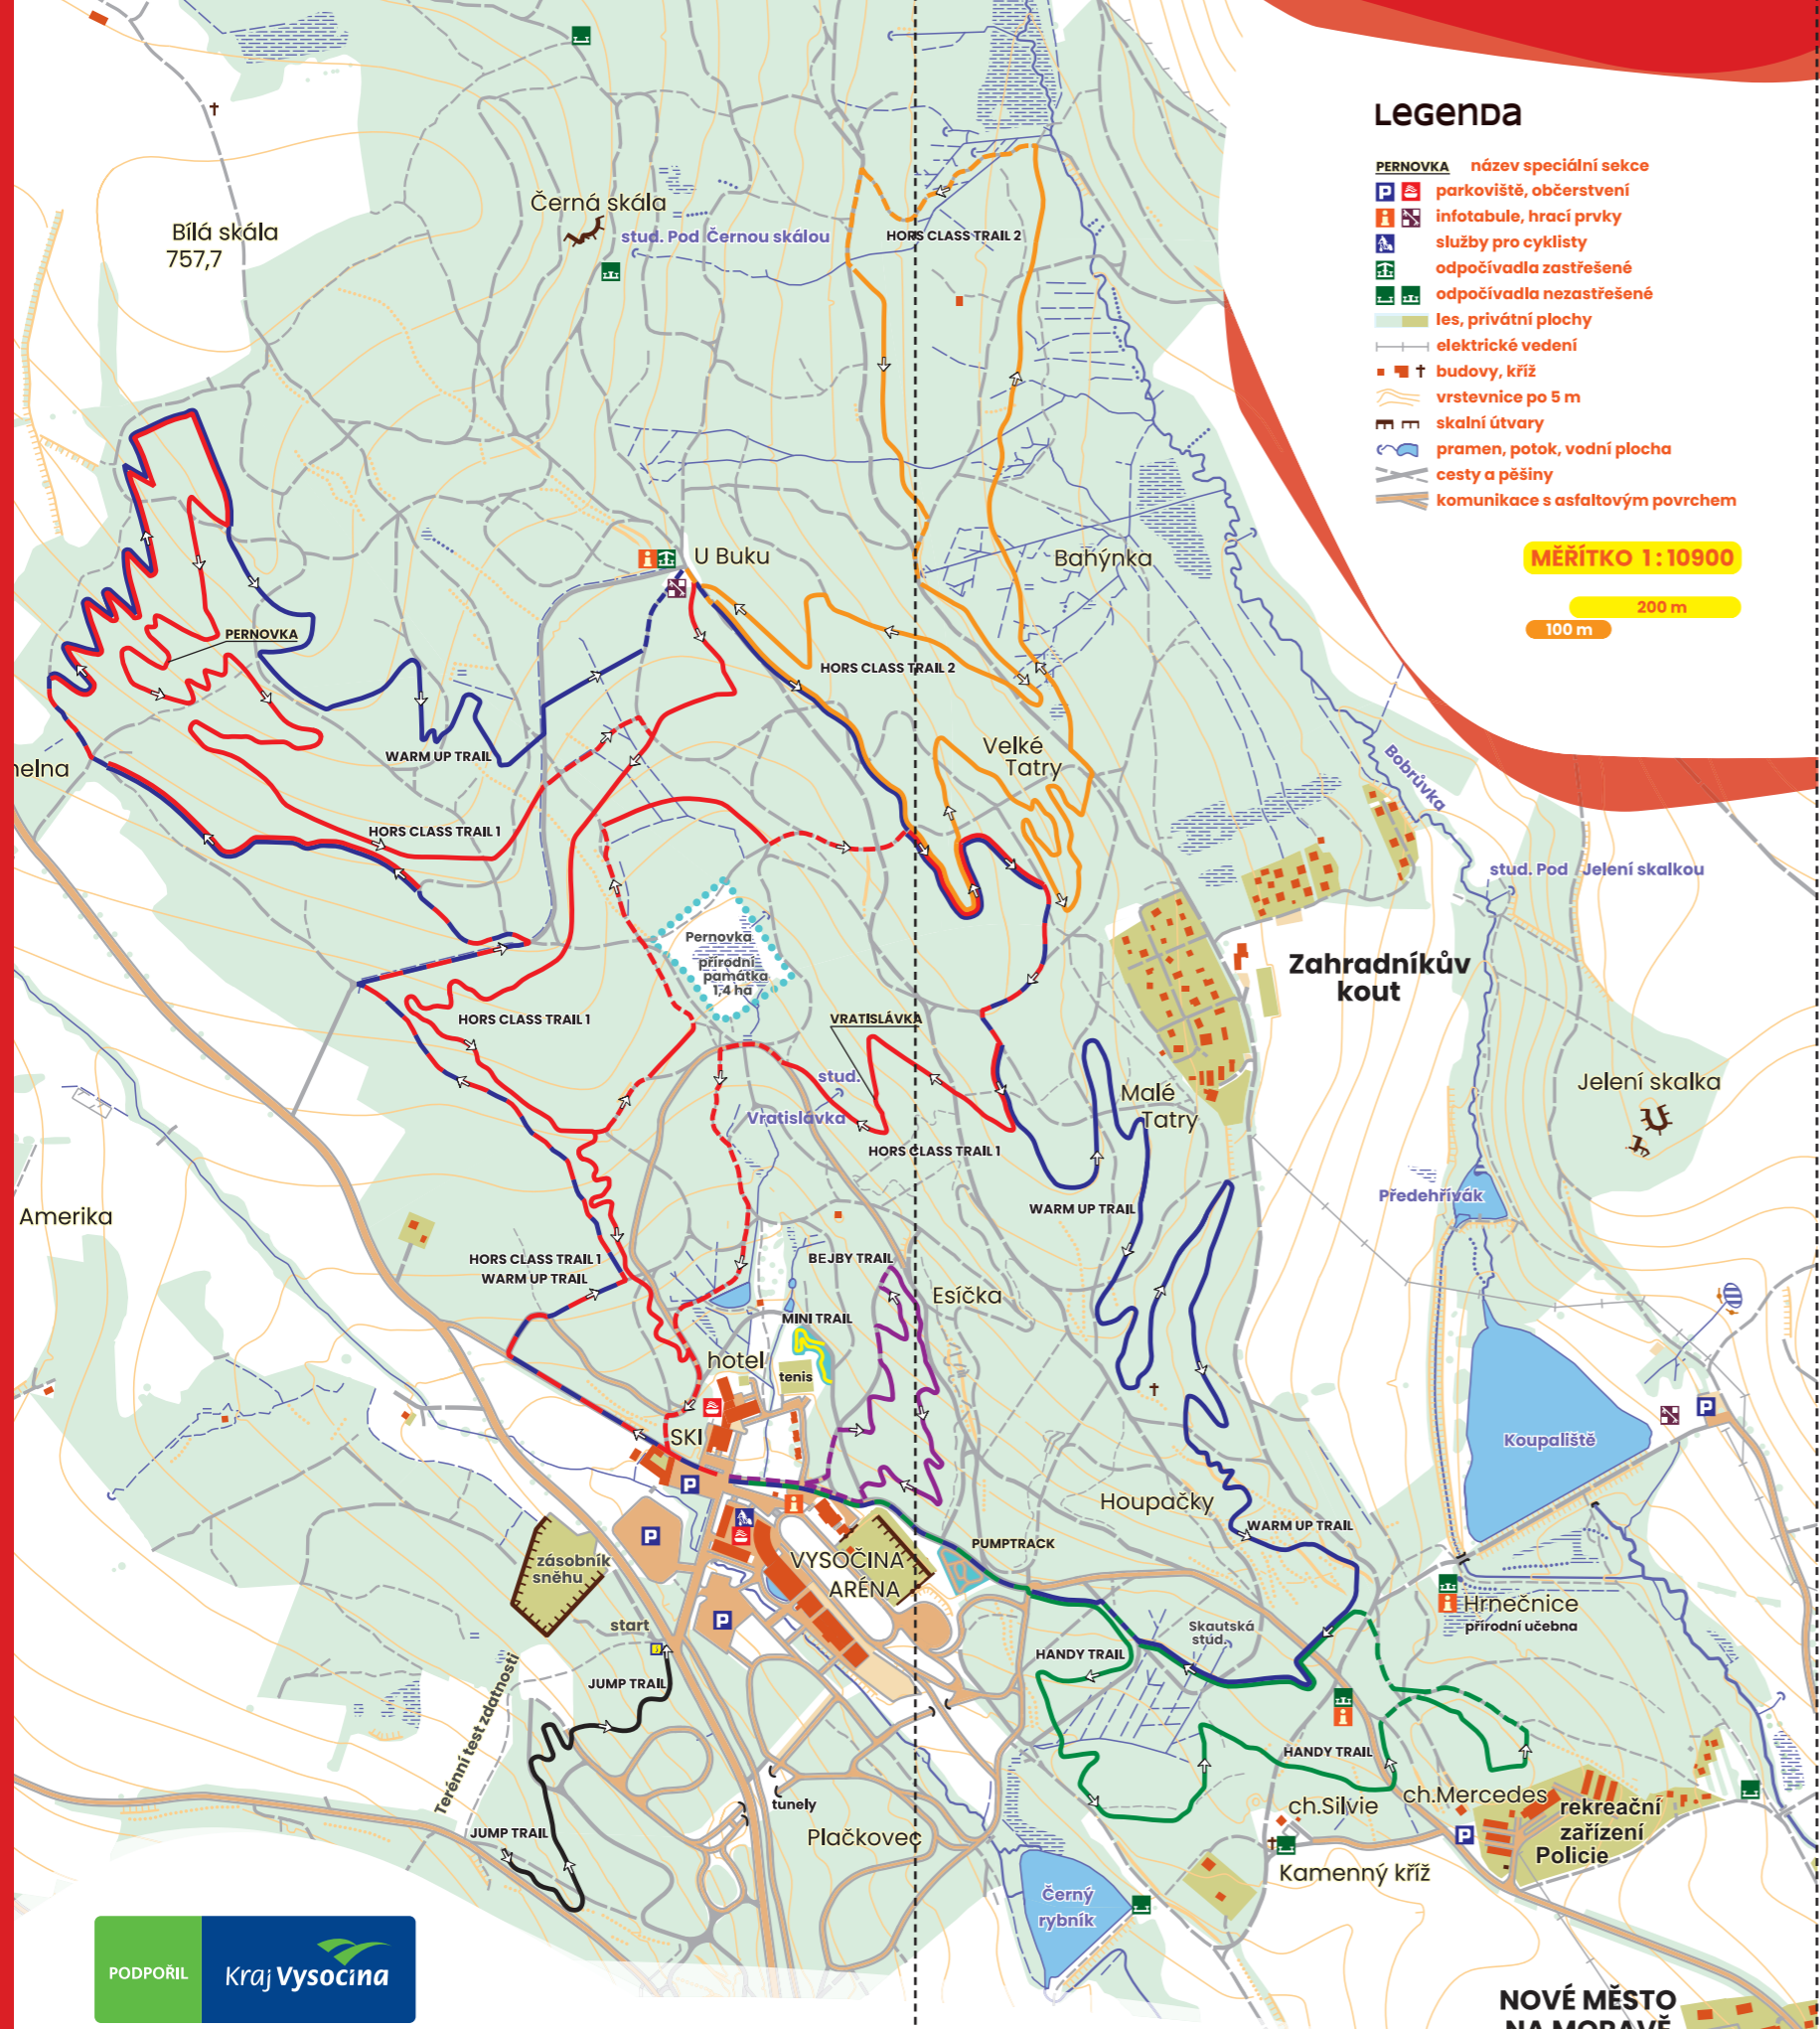 LEGENDA
PERNOVKA název speciální sekce
P parkoviště, občerstvení
i infotabule, hrací prvky
služby pro cyklisty
odpočívadla zastřešené
odpočívadla nezastřešené
les, privátní plochy
elektrické vedení
budovy, kříž
vrstevnice po 5 m
skalní útvary
pramen, potok, vodní plocha
cesty a pěšiny
komunikace s asfaltovým povrchem
MĚŘÍTKO 1:10900
200 m
100 m
Černá skála
Bílá skála
757,7
stud. Pod Černou skálou
HORS CLASS TRAIL 2
U Buku
Bahýnka
PERNOVKA
HORS CLASS TRAIL 2
WARM UP TRAIL
Velké
Tatry
Bobrůvka
helna
HORS CLASS TRAIL 1
stud. Pod Jelení skalkou
Pernovka
přírodní
památka
1,4 ha
Zahradníkův
kout
HORS CLASS TRAIL 1
VRATISLÁVKA
stud.
Vratislávka
Malé
Tatry
Jelení skalka
HORS CLASS TRAIL 1
Předehřívák
Amerika
WARM UP TRAIL
HORS CLASS TRAIL 1
WARM UP TRAIL
BEJBY TRAIL
Esíčka
MINI TRAIL
hotel
tenis
P
SKI
Koupaliště
P
i
Houpačky
WARM UP TRAIL
P
PUMPTRACK
zásobník
sněhu
VYSOČINA
ARÉNA
i
Hrnečnice
přírodní učebna
P
start
Skautská
stud.
HANDY TRAIL
JUMP TRAIL
i
Terénní test zdatnosti
HANDY TRAIL
ch.Mercedes
tunely
ch.Silvie
rekreační
zařízení
Policie
P
JUMP TRAIL
Plačkovec
Kamenný kříž
Černý
rybník
PODPOŘIL
Kraj Vysočina
NOVÉ MĚSTO
NA MORAVĚ